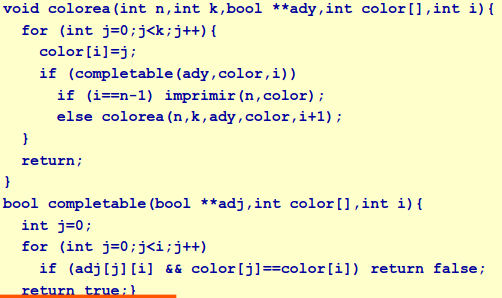 void colorea(int n,int k,bool **ady,int color[],int i){
  for (int j=0;j<k;j++){
    color[i]=j;
    if (completable(ady,color,i))
      if (i==n-1) imprimir(n,color);
      else colorea(n,k,ady,color,i+1);
  }
  return;
}
bool completable(bool **adj,int color[],int i){
  int j=0;
  for (int j=0;j<i;j++)
    if (adj[j][i] && color[j]==color[i]) return false;
  return true;}